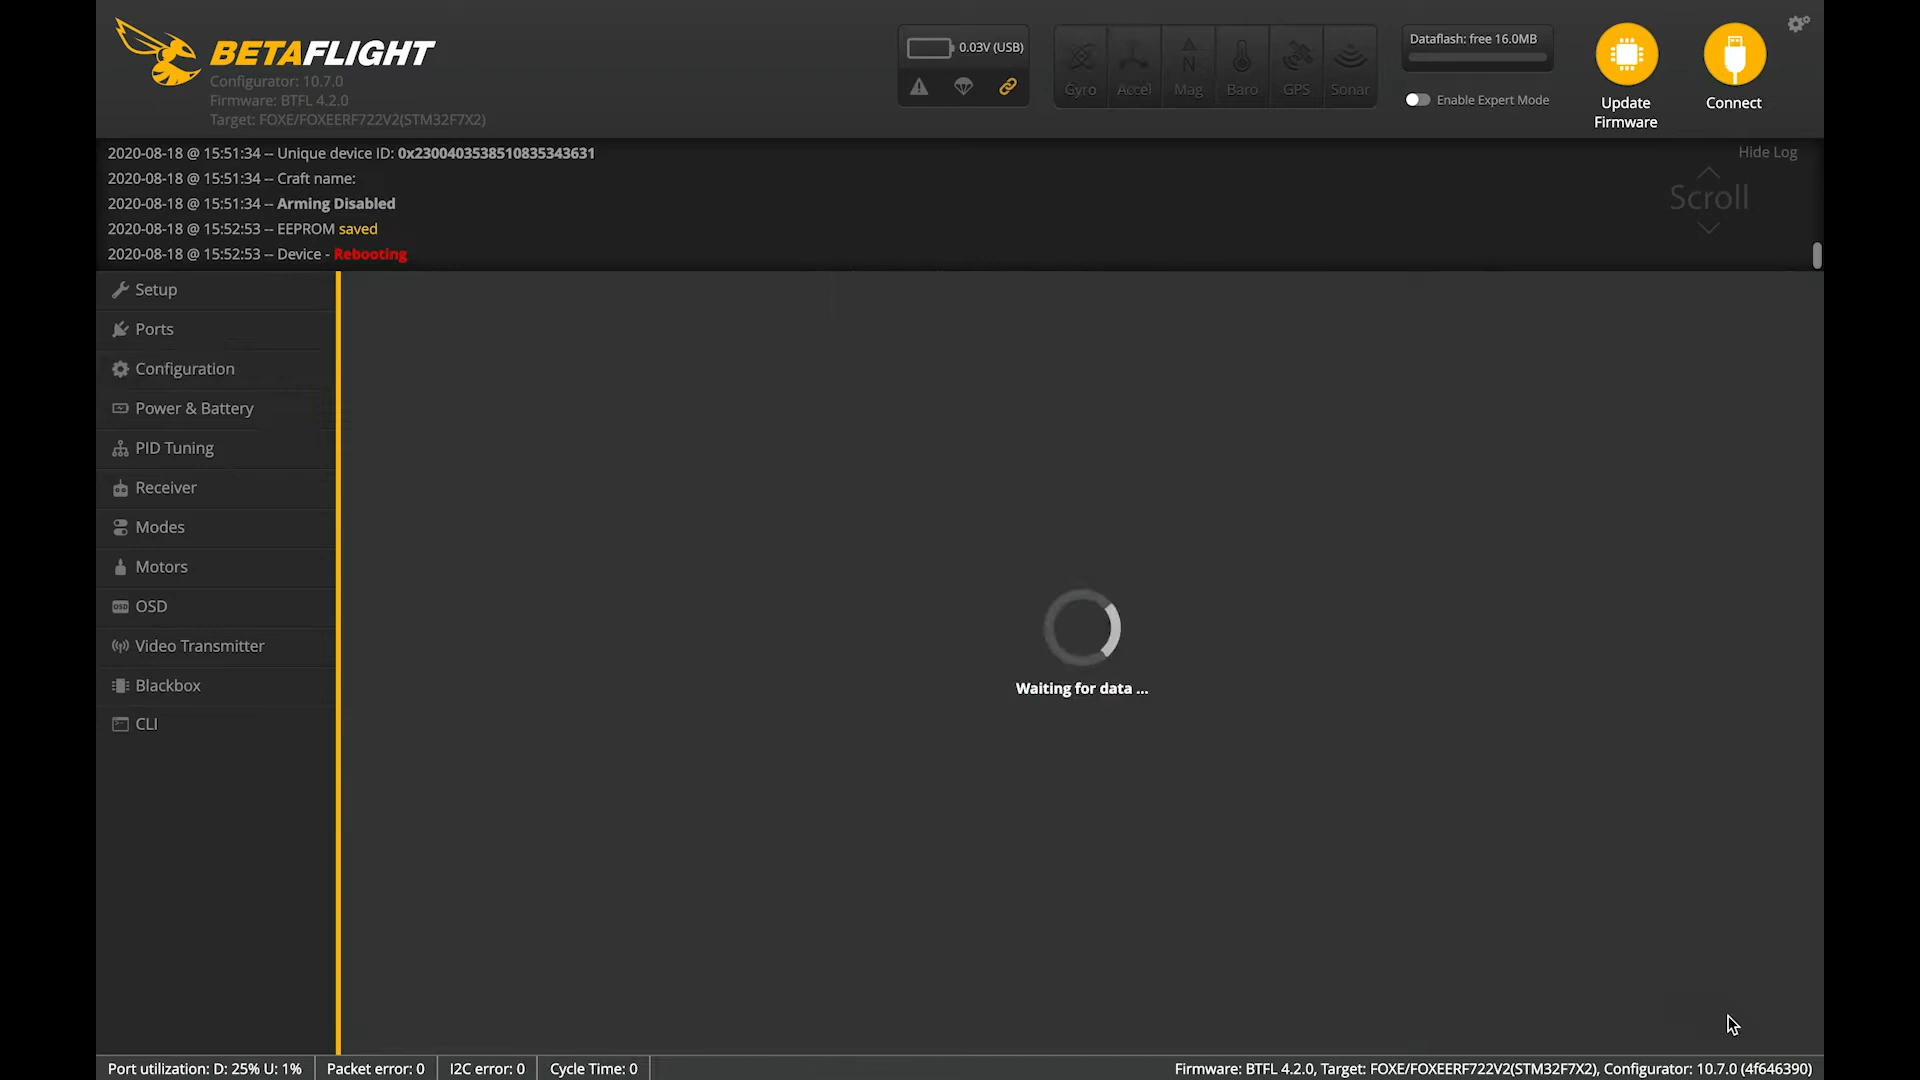 BETAFLIGHT
Configurator: 10.7.0
Firmware: BTFL 4.2.0
Target: FOXE/FOXEERF722V2(STM32F7X2)
0.03V (USB)
Gyro
Accel
N
Mag
Baro
GPS
Sonar
Dataflash: free 16.0MB
Enable Expert Mode
Update
Firmware
Connect
2020-08-18 @ 15:51:34 -- Unique device ID: 0x2300403538510835343631
2020-08-18 @ 15:51:34 -- Craft name:
2020-08-18 @ 15:51:34 -- Arming Disabled
2020-08-18 @ 15:52:53 -- EEPROM saved
2020-08-18 @ 15:52:53 -- Device - Rebooting
Hide Log
Scroll
Setup
Ports
Configuration
Power & Battery
PID Tuning
Receiver
Modes
Motors
OSD OSD
Video Transmitter
Blackbox
CLI
Waiting for data ...
Port utilization: D: 25% U: 1%
Packet error: 0
I2C error: 0
Cycle Time: 0
Firmware: BTFL 4.2.0, Target: FOXE/FOXEERF722V2(STM32F7X2), Configurator: 10.7.0 (4f646390)